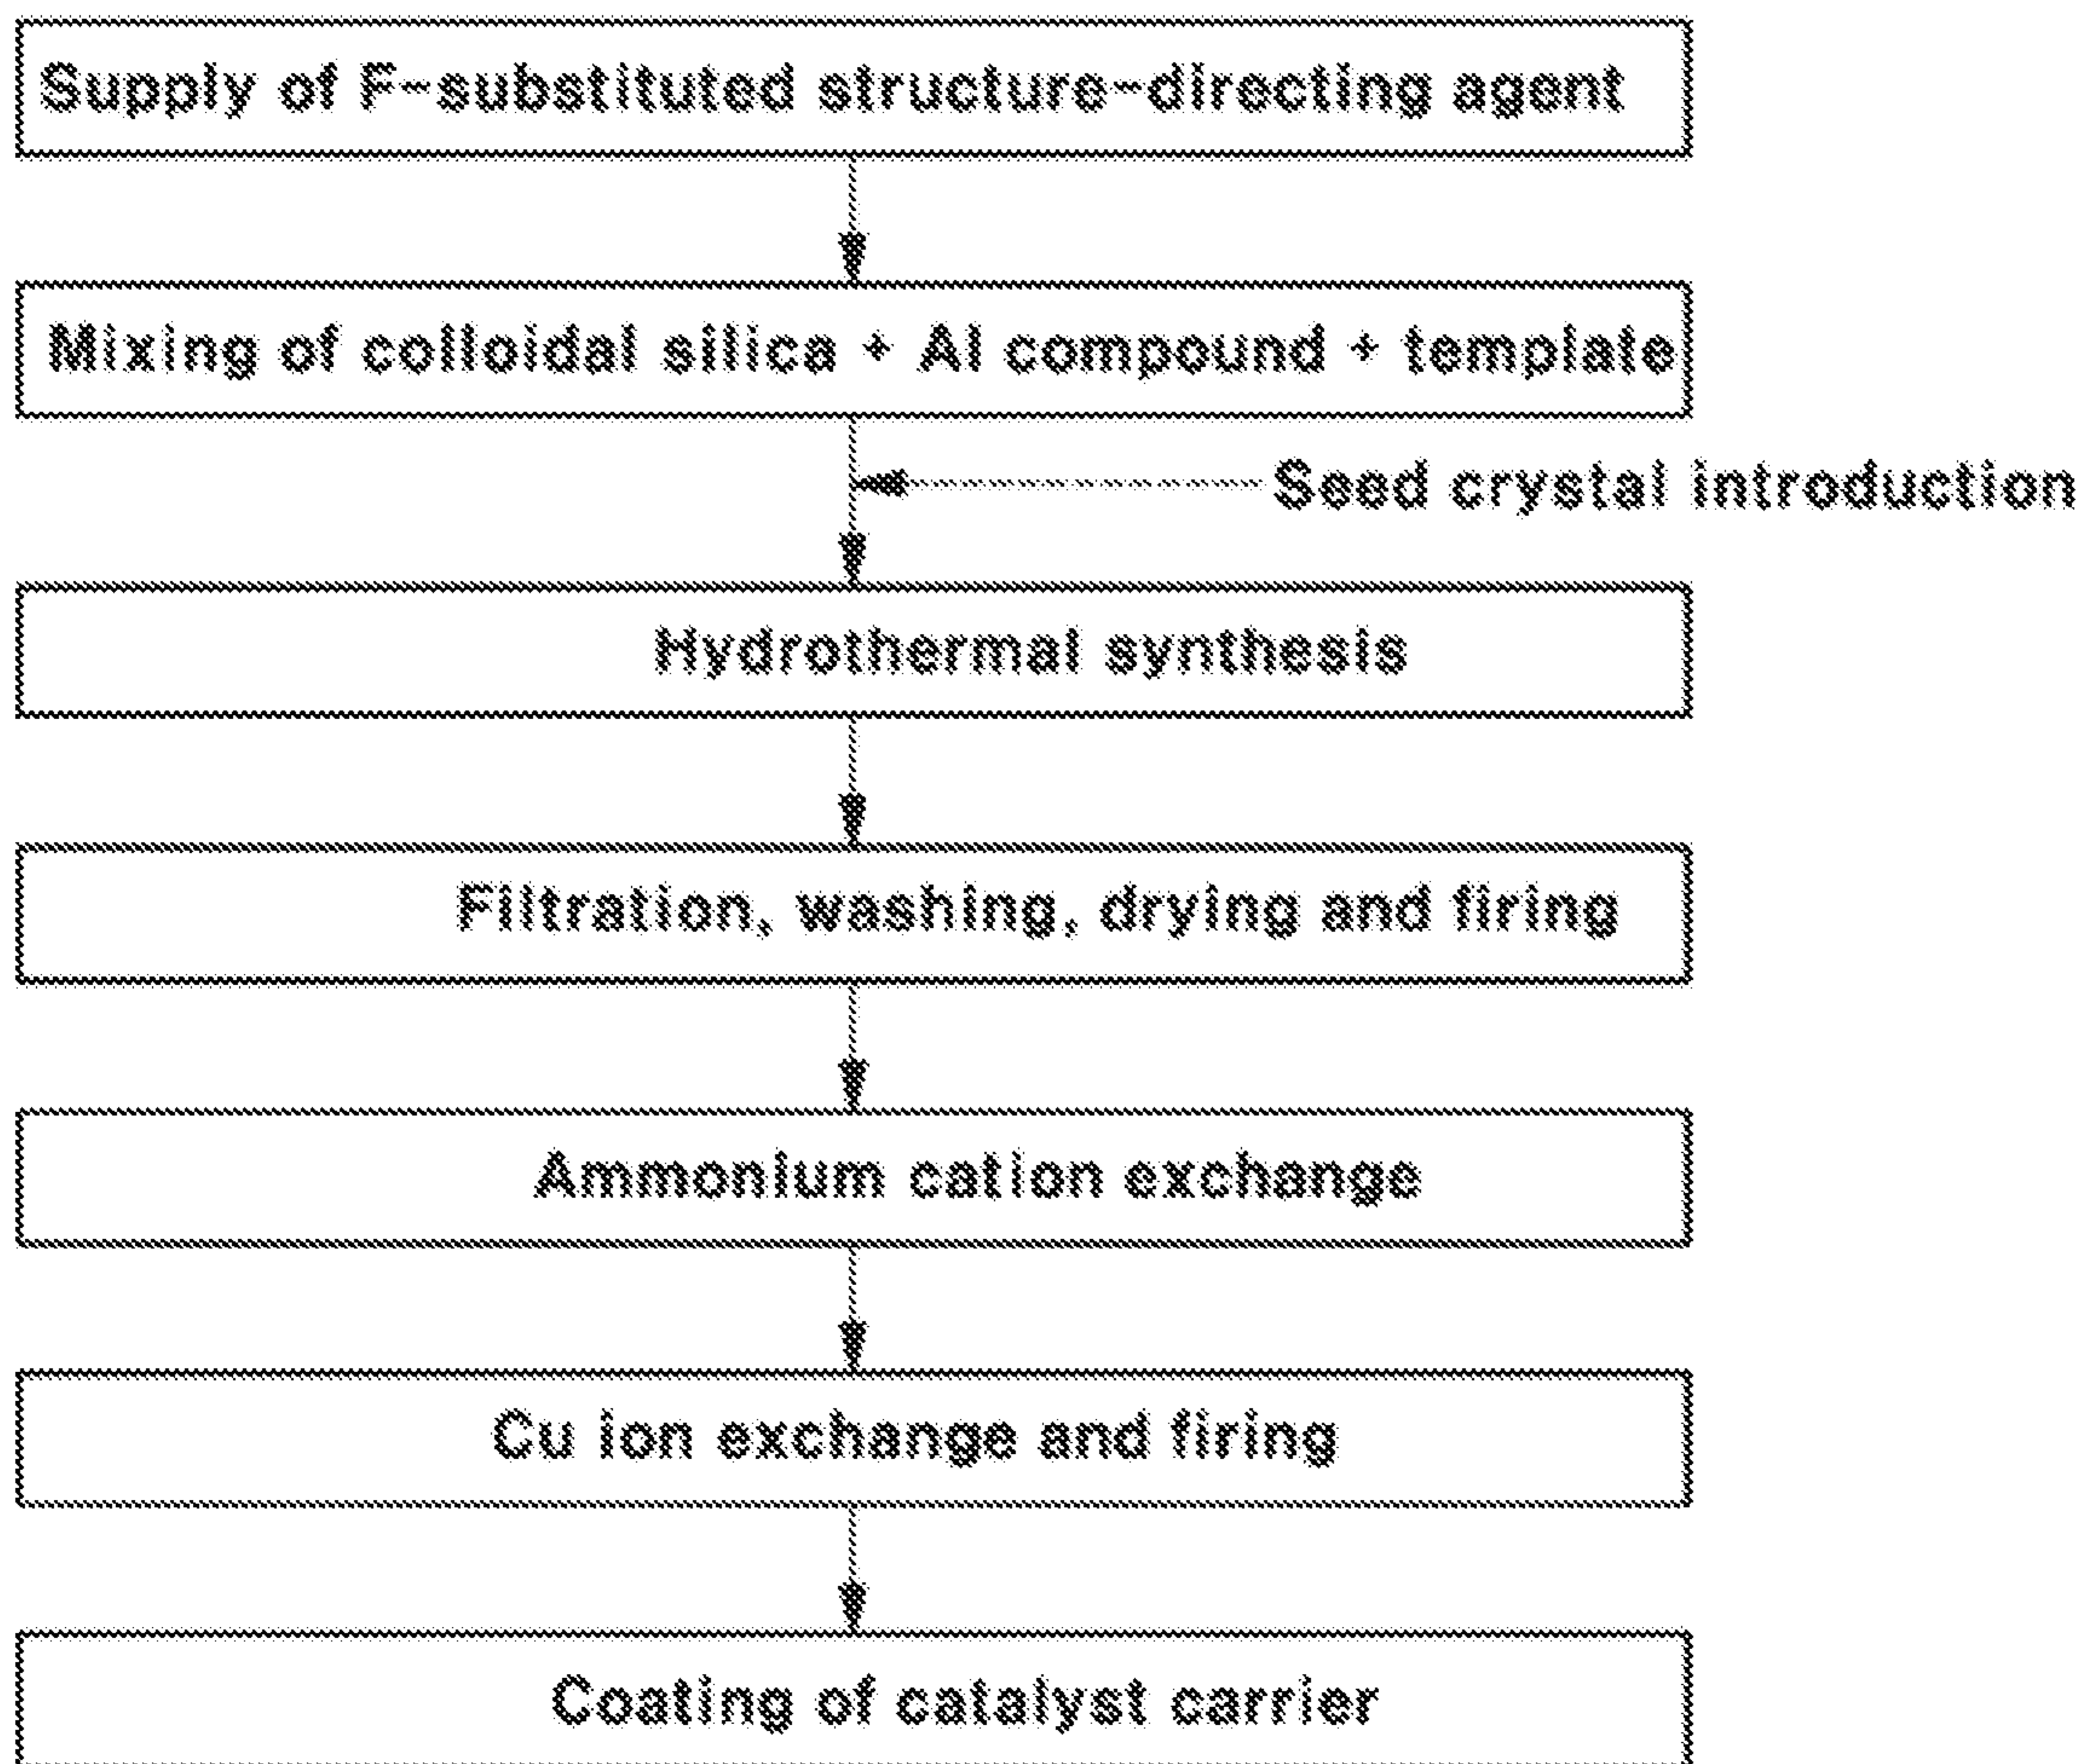 Supply of F-substituted structure-directing agent
Mixing of colloidal silica + Al compound + template
Seed crystal introduction
Hydrothermal synthesis
Filtration, washing, drying and firing
Ammonium cation exchange
Cu ion exchange and firing
Coating of catalyst carrier